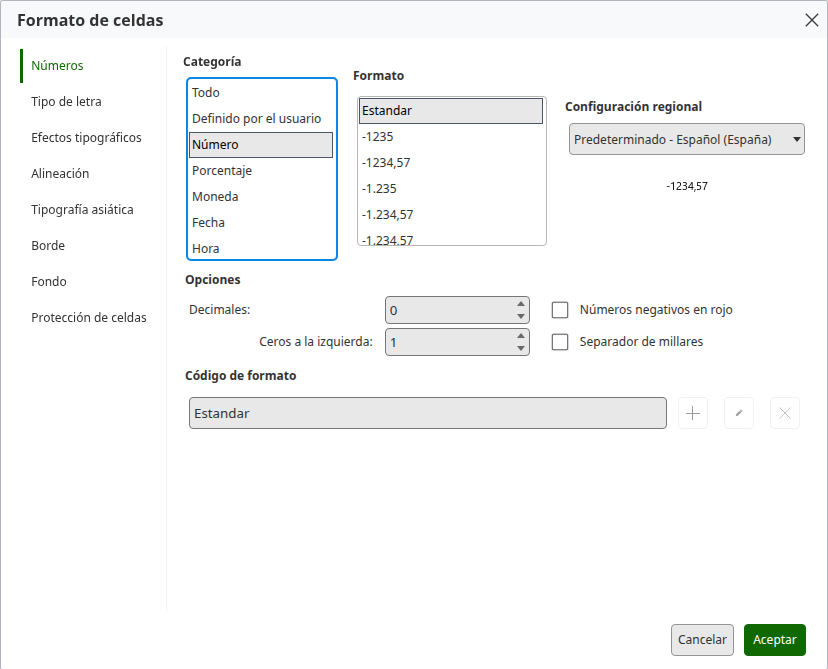 Formato de celdas
Números
Tipo de letra
Efectos tipográficos
Alineación
Tipografía asiática
Borde
Fondo
Protección de celdas
Categoría
Todo
Definido por el usuario
Número
Porcentaje
Moneda
Fecha
Hora
Formato
Estandar
-1235
-1234,57
-1.235
-1.234,57
-1.234,57
Configuración regional
Predeterminado - Español (España)
-1234,57
Opciones
Decimales:
0
Números negativos en rojo
Ceros a la izquierda:
1
Separador de millares
Código de formato
Estandar
Cancelar
Aceptar